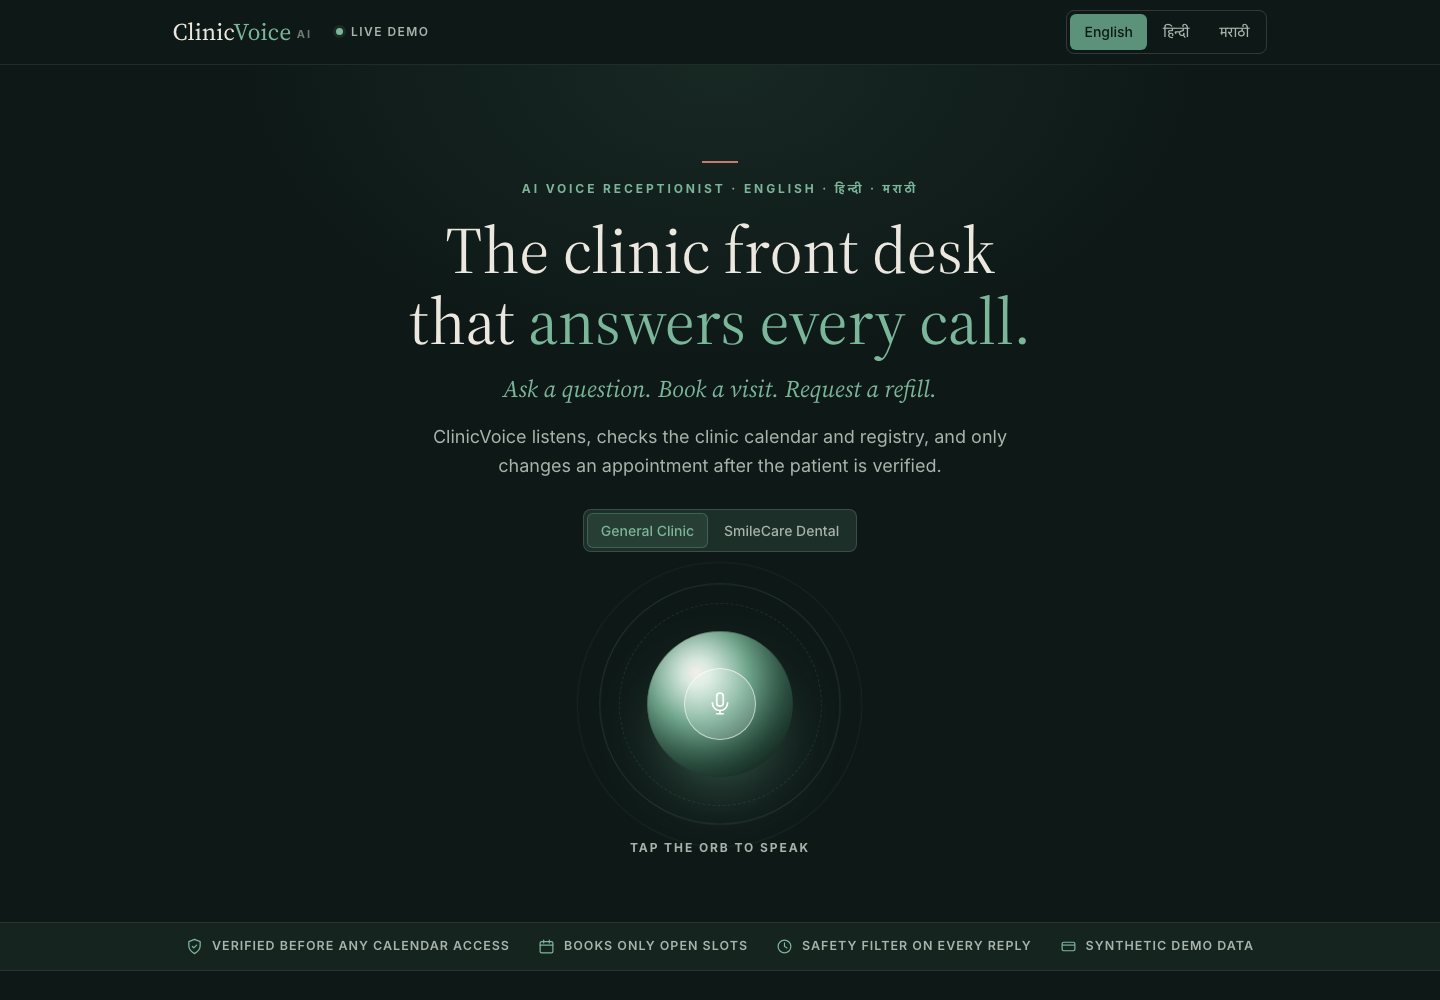 ClinicVoice AI
LIVE DEMO
English
हिन्दी
मराठी
AI VOICE RECEPTIONIST · ENGLISH · हिन्दी · मराठी
The clinic front desk
that answers every call.
Ask a question. Book a visit. Request a refill.
ClinicVoice listens, checks the clinic calendar and registry, and only
changes an appointment after the patient is verified.
General Clinic
SmileCare Dental
TAP THE ORB TO SPEAK
VERIFIED BEFORE ANY CALENDAR ACCESS
BOOKS ONLY OPEN SLOTS
SAFETY FILTER ON EVERY REPLY
SYNTHETIC DEMO DATA